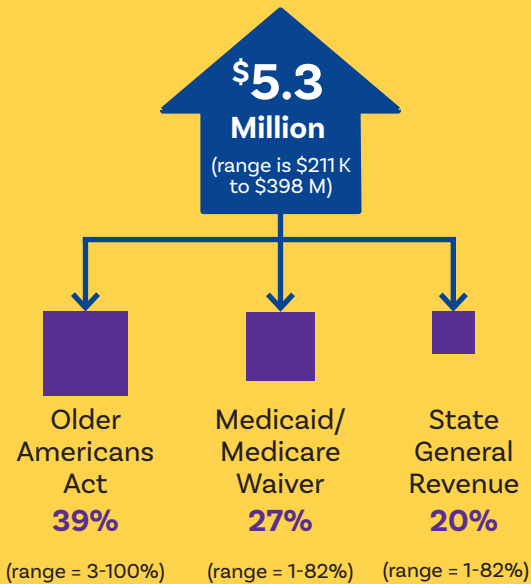 $5.3
Million
(range is $211 K
to $398 M)
Older
Americans
Act
39%
(range = 3-100%)
Medicaid/
Medicare
Waiver
27%
(range = 1-82%)
State
General
Revenue
20%
(range = 1-82%)